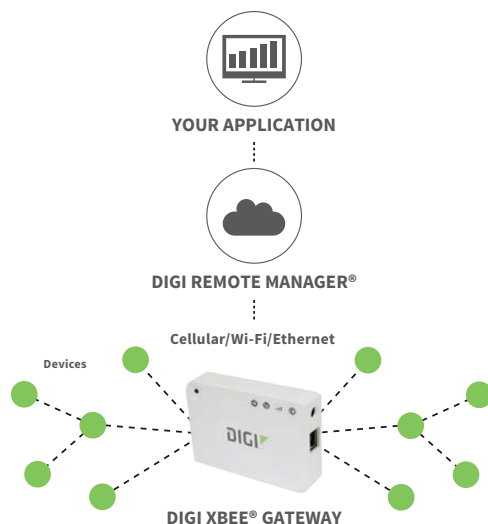 YOUR APPLICATION
DIGI REMOTE MANAGER®
Cellular/Wi-Fi/Ethernet
Devices
DIGI
DIGI XBEE® GATEWAY